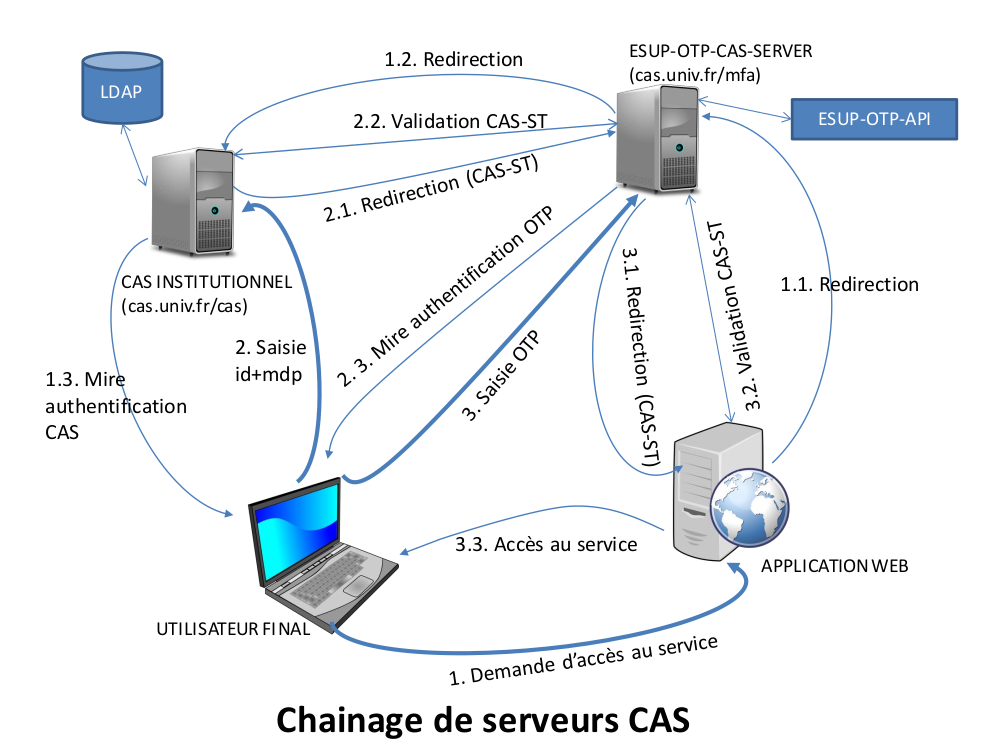 ESUP-OTP-CAS-SERVER
(cas.univ.fr/mfa)
1.2. Redirection
LDAP
2.2. Validation CAS-ST
ESUP-OTP-API
2.1. Redirection (CAS-ST)
CAS INSTITUTIONNEL
(cas.univ.fr/cas)
1.1. Redirection
2. 3. Mire authentification OTP
3.1. Redirection (CAS-ST)
3.2. Validation CAS-ST
2. Saisie
id+mdp
3. Saisie OTP
1.3. Mire
authentification
CAS
3.3. Accès au service
APPLICATION WEB
UTILISATEUR FINAL
1. Demande d’accès au service
Chainage de serveurs CAS